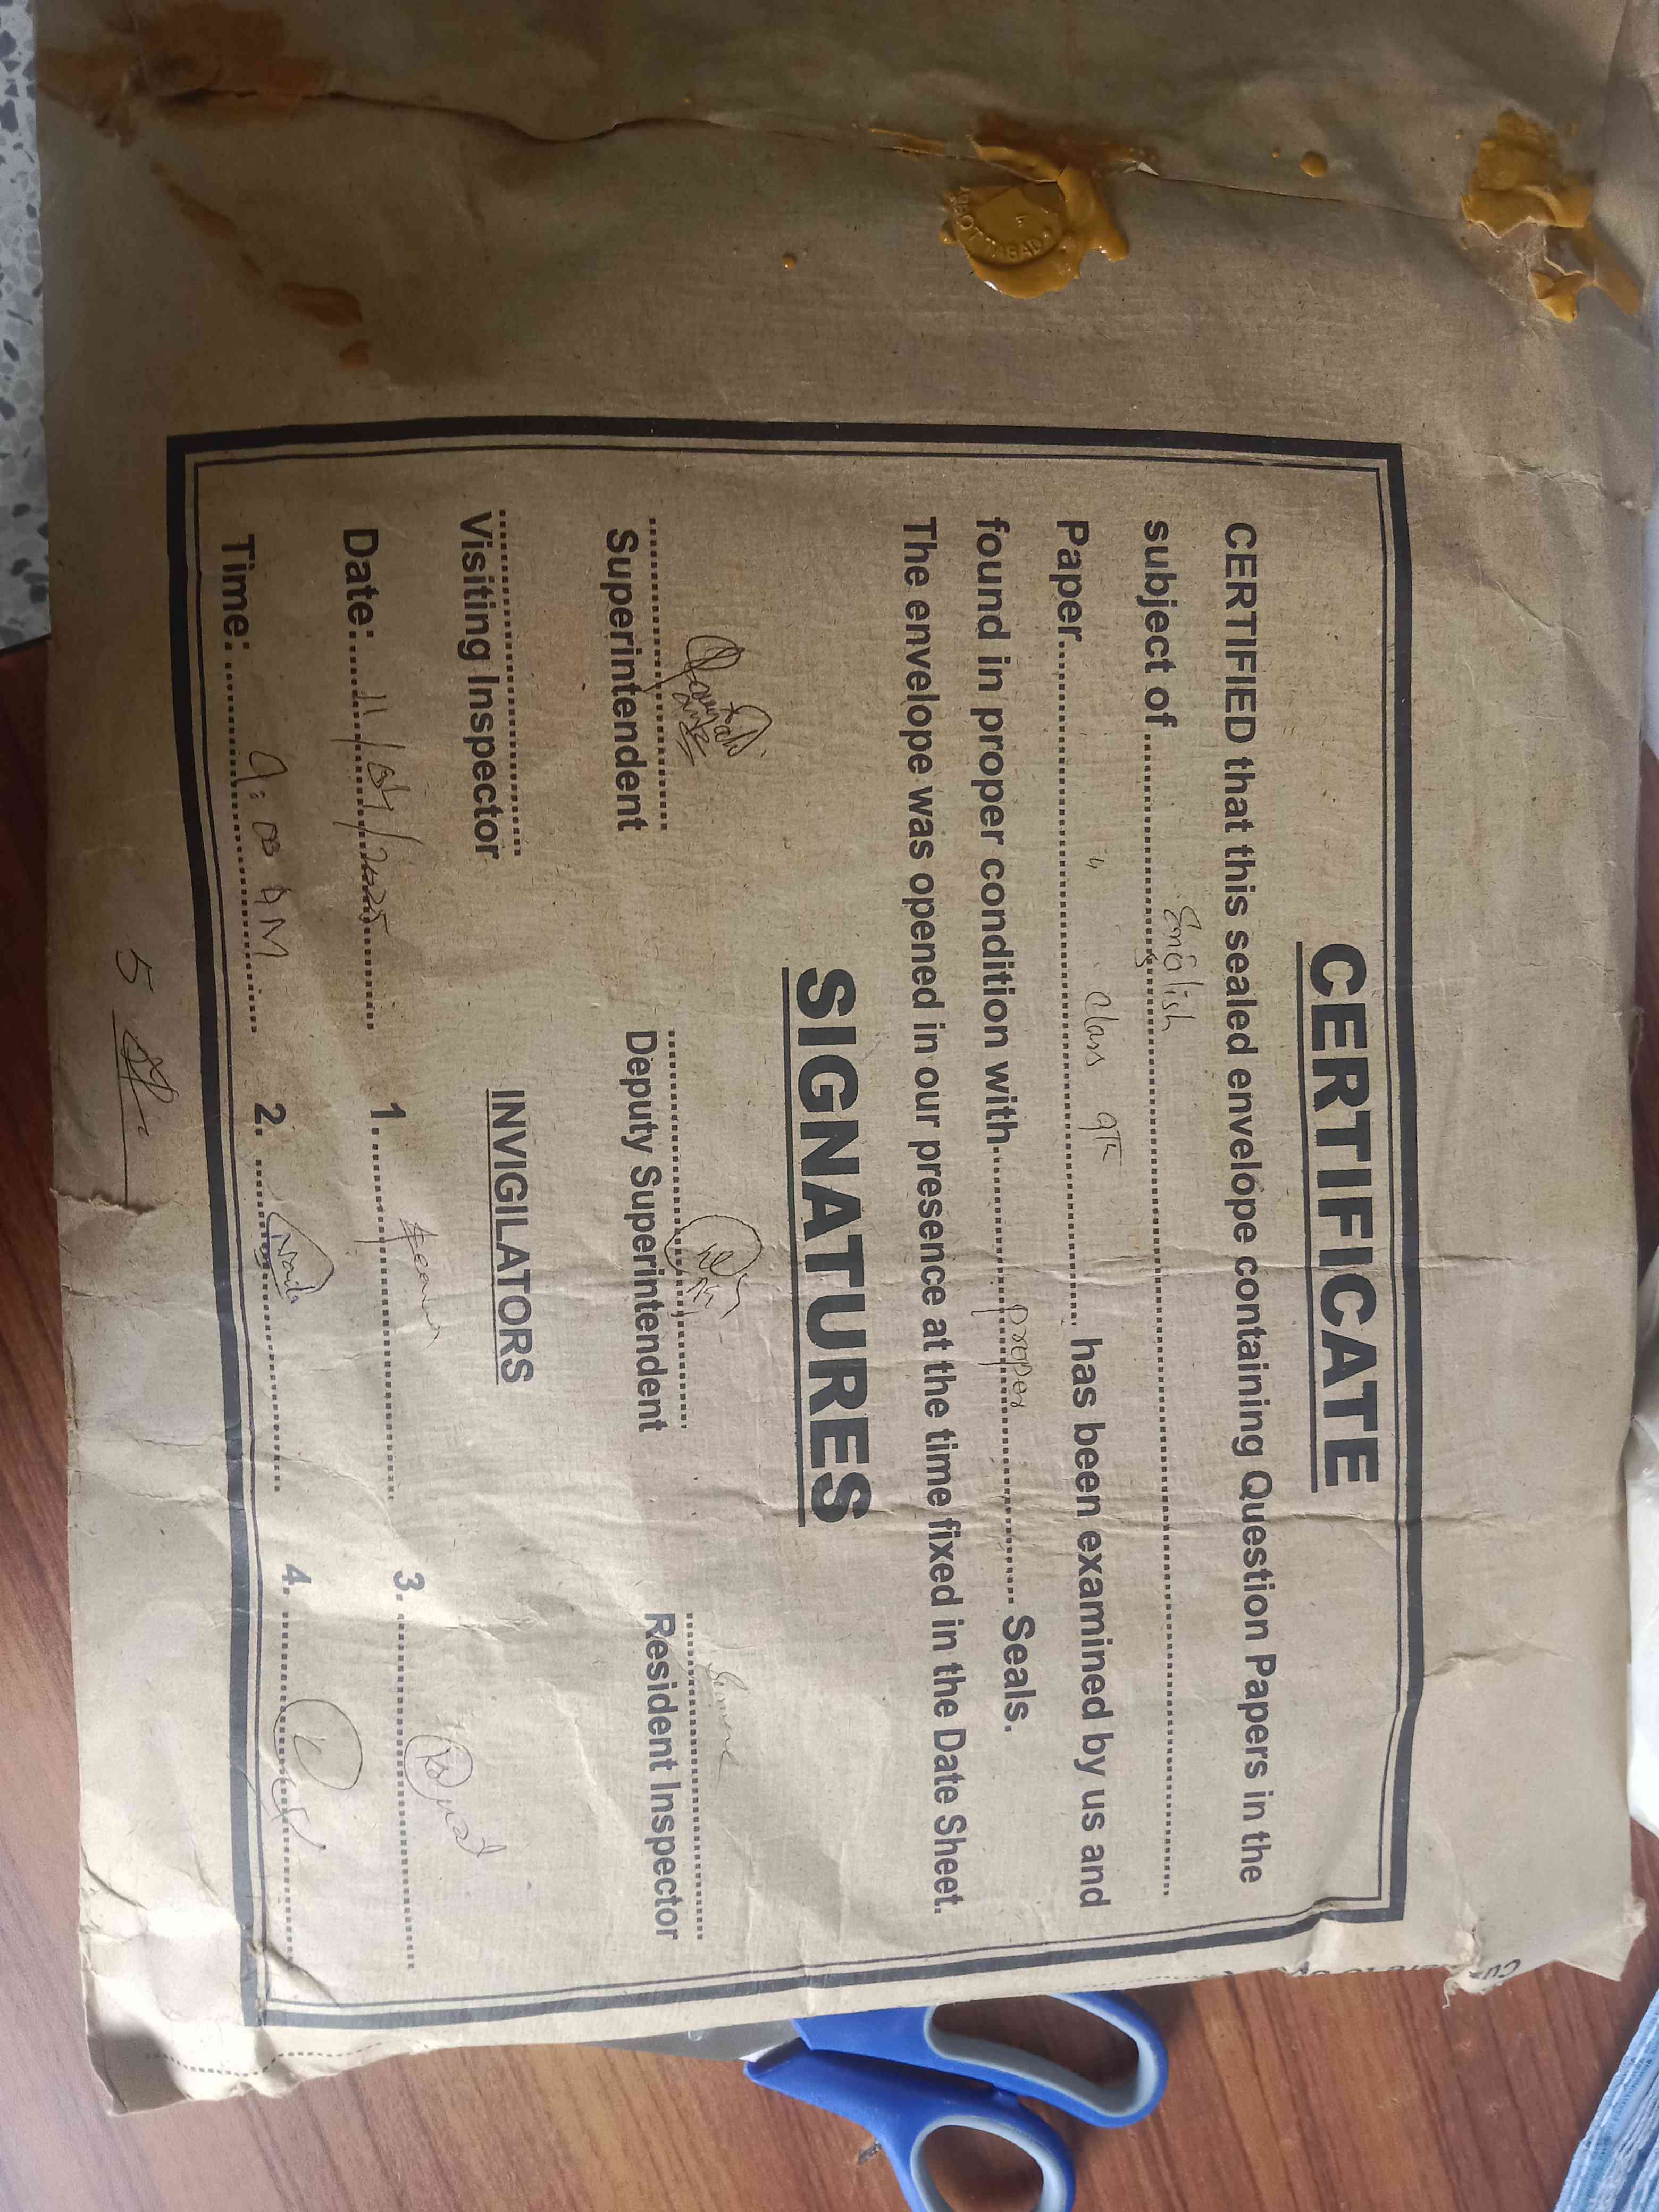 CERTIFICATE
CERTIFIED that this sealed envelope containing Question Papers in the
subject of English
Paper " class 9th has been examined by us and
found in proper condition with proper Seals.
The envelope was opened in our presence at the time fixed in the Date Sheet.
SIGNATURES
Superintendent Deputy Superintendent Resident Inspector
Visiting Inspector INVIGILATORS
Date: 11/04/2025 1. 3.
Time: 9:00 AM 2. 4.
5